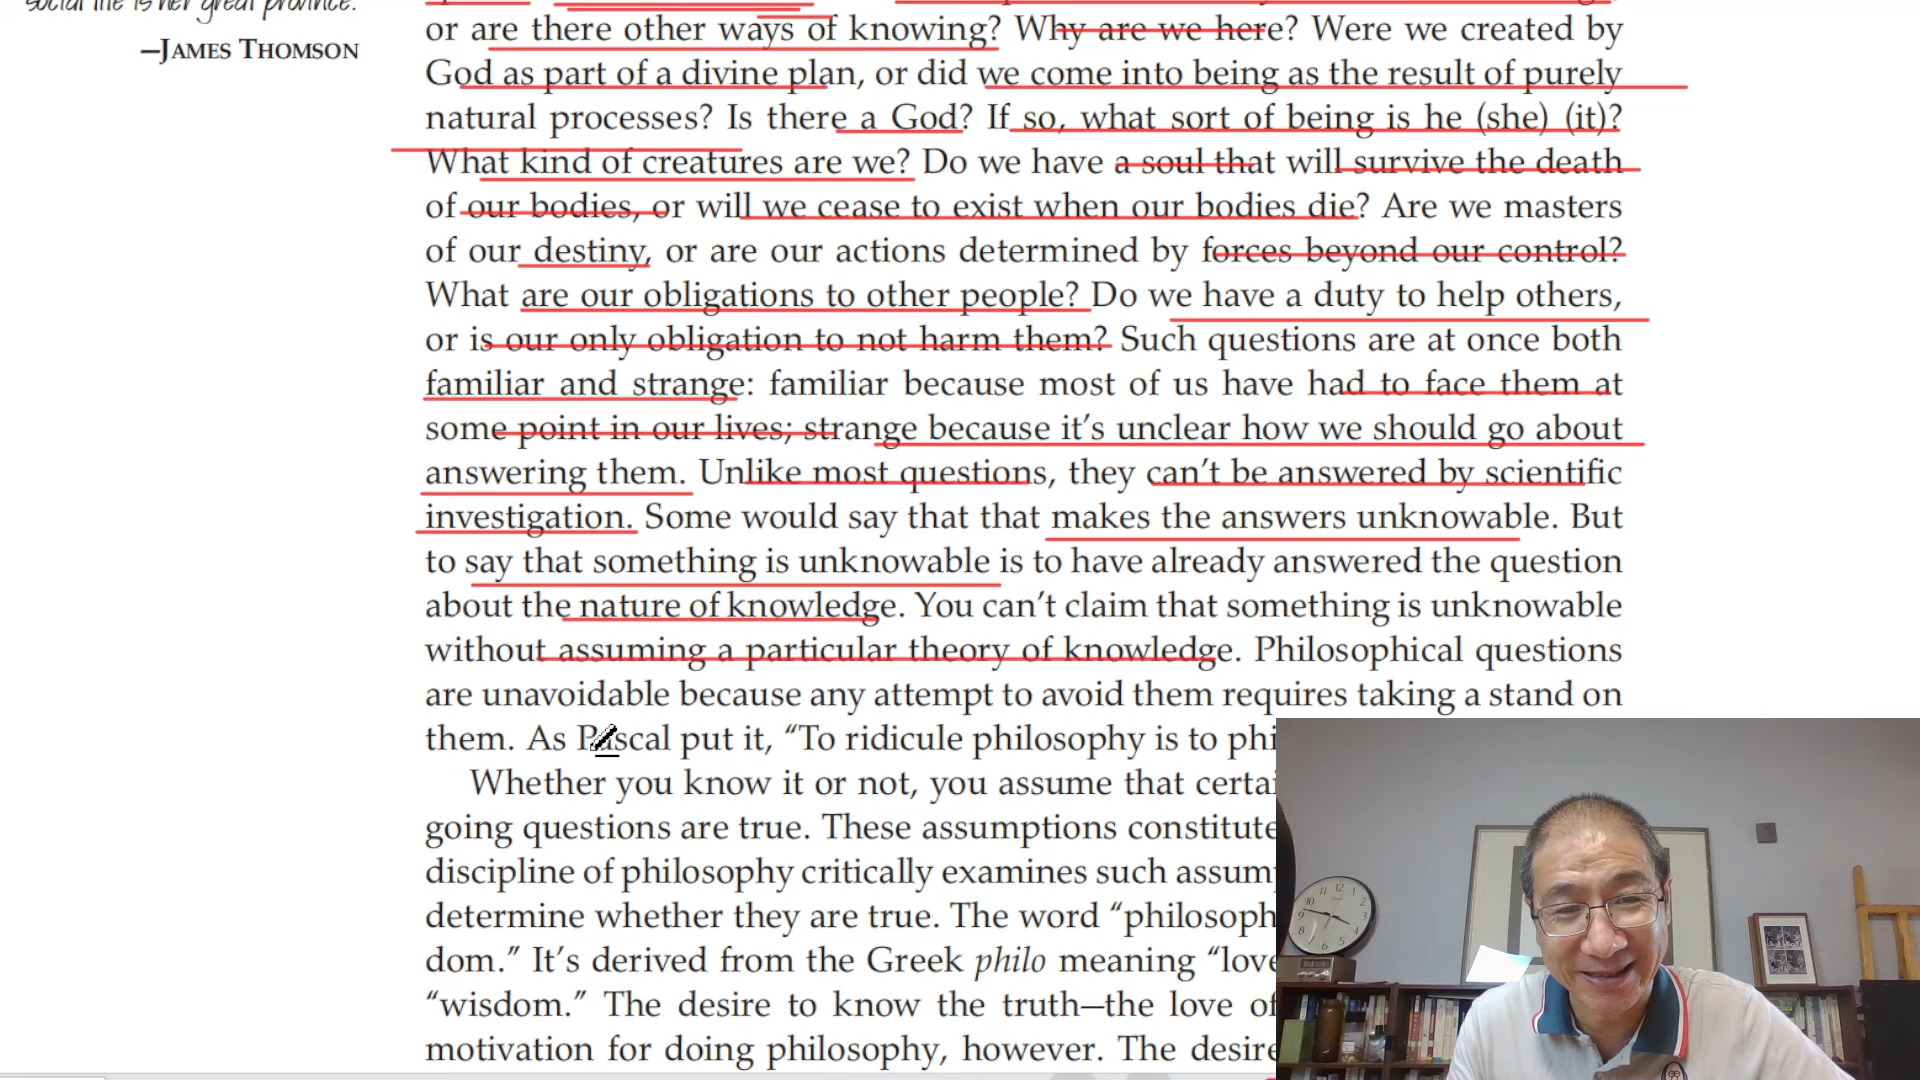 social life is her great province.
—JAMES THOMSON
or are there other ways of knowing? Why are we here? Were we created by
God as part of a divine plan, or did we come into being as the result of purely
natural processes? Is there a God? If so, what sort of being is he (she) (it)?
What kind of creatures are we? Do we have a soul that will survive the death
of our bodies, or will we cease to exist when our bodies die? Are we masters
of our destiny, or are our actions determined by forces beyond our control?
What are our obligations to other people? Do we have a duty to help others,
or is our only obligation to not harm them? Such questions are at once both
familiar and strange: familiar because most of us have had to face them at
some point in our lives; strange because it's unclear how we should go about
answering them. Unlike most questions, they can't be answered by scientific
investigation. Some would say that that makes the answers unknowable. But
to say that something is unknowable is to have already answered the question
about the nature of knowledge. You can't claim that something is unknowable
without assuming a particular theory of knowledge. Philosophical questions
are unavoidable because any attempt to avoid them requires taking a stand on
them. As Pascal put it, “To ridicule philosophy is to phi
Whether you know it or not, you assume that certai
going questions are true. These assumptions constitute
discipline of philosophy critically examines such assum
determine whether they are true. The word “philosoph
dom.” It's derived from the Greek philo meaning “love
“wisdom.” The desire to know the truth—the love of
motivation for doing philosophy, however. The desire
11 12 1
10 2
9 3
8 4
6 5